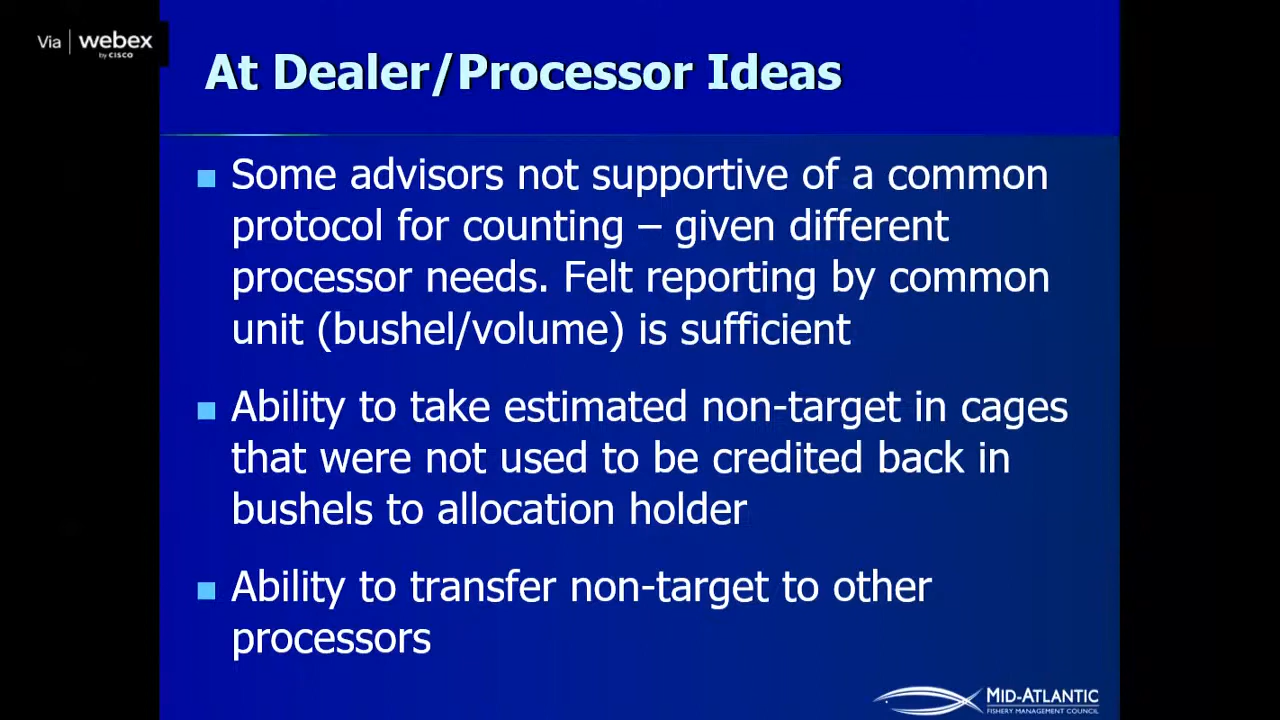 Via webex
by CISCO
At Dealer/Processor Ideas
Some advisors not supportive of a common
protocol for counting – given different
processor needs. Felt reporting by common
unit (bushel/volume) is sufficient
Ability to take estimated non-target in cages
that were not used to be credited back in
bushels to allocation holder
Ability to transfer non-target to other
processors
MID-ATLANTIC
FISHERY MANAGEMENT COUNCIL